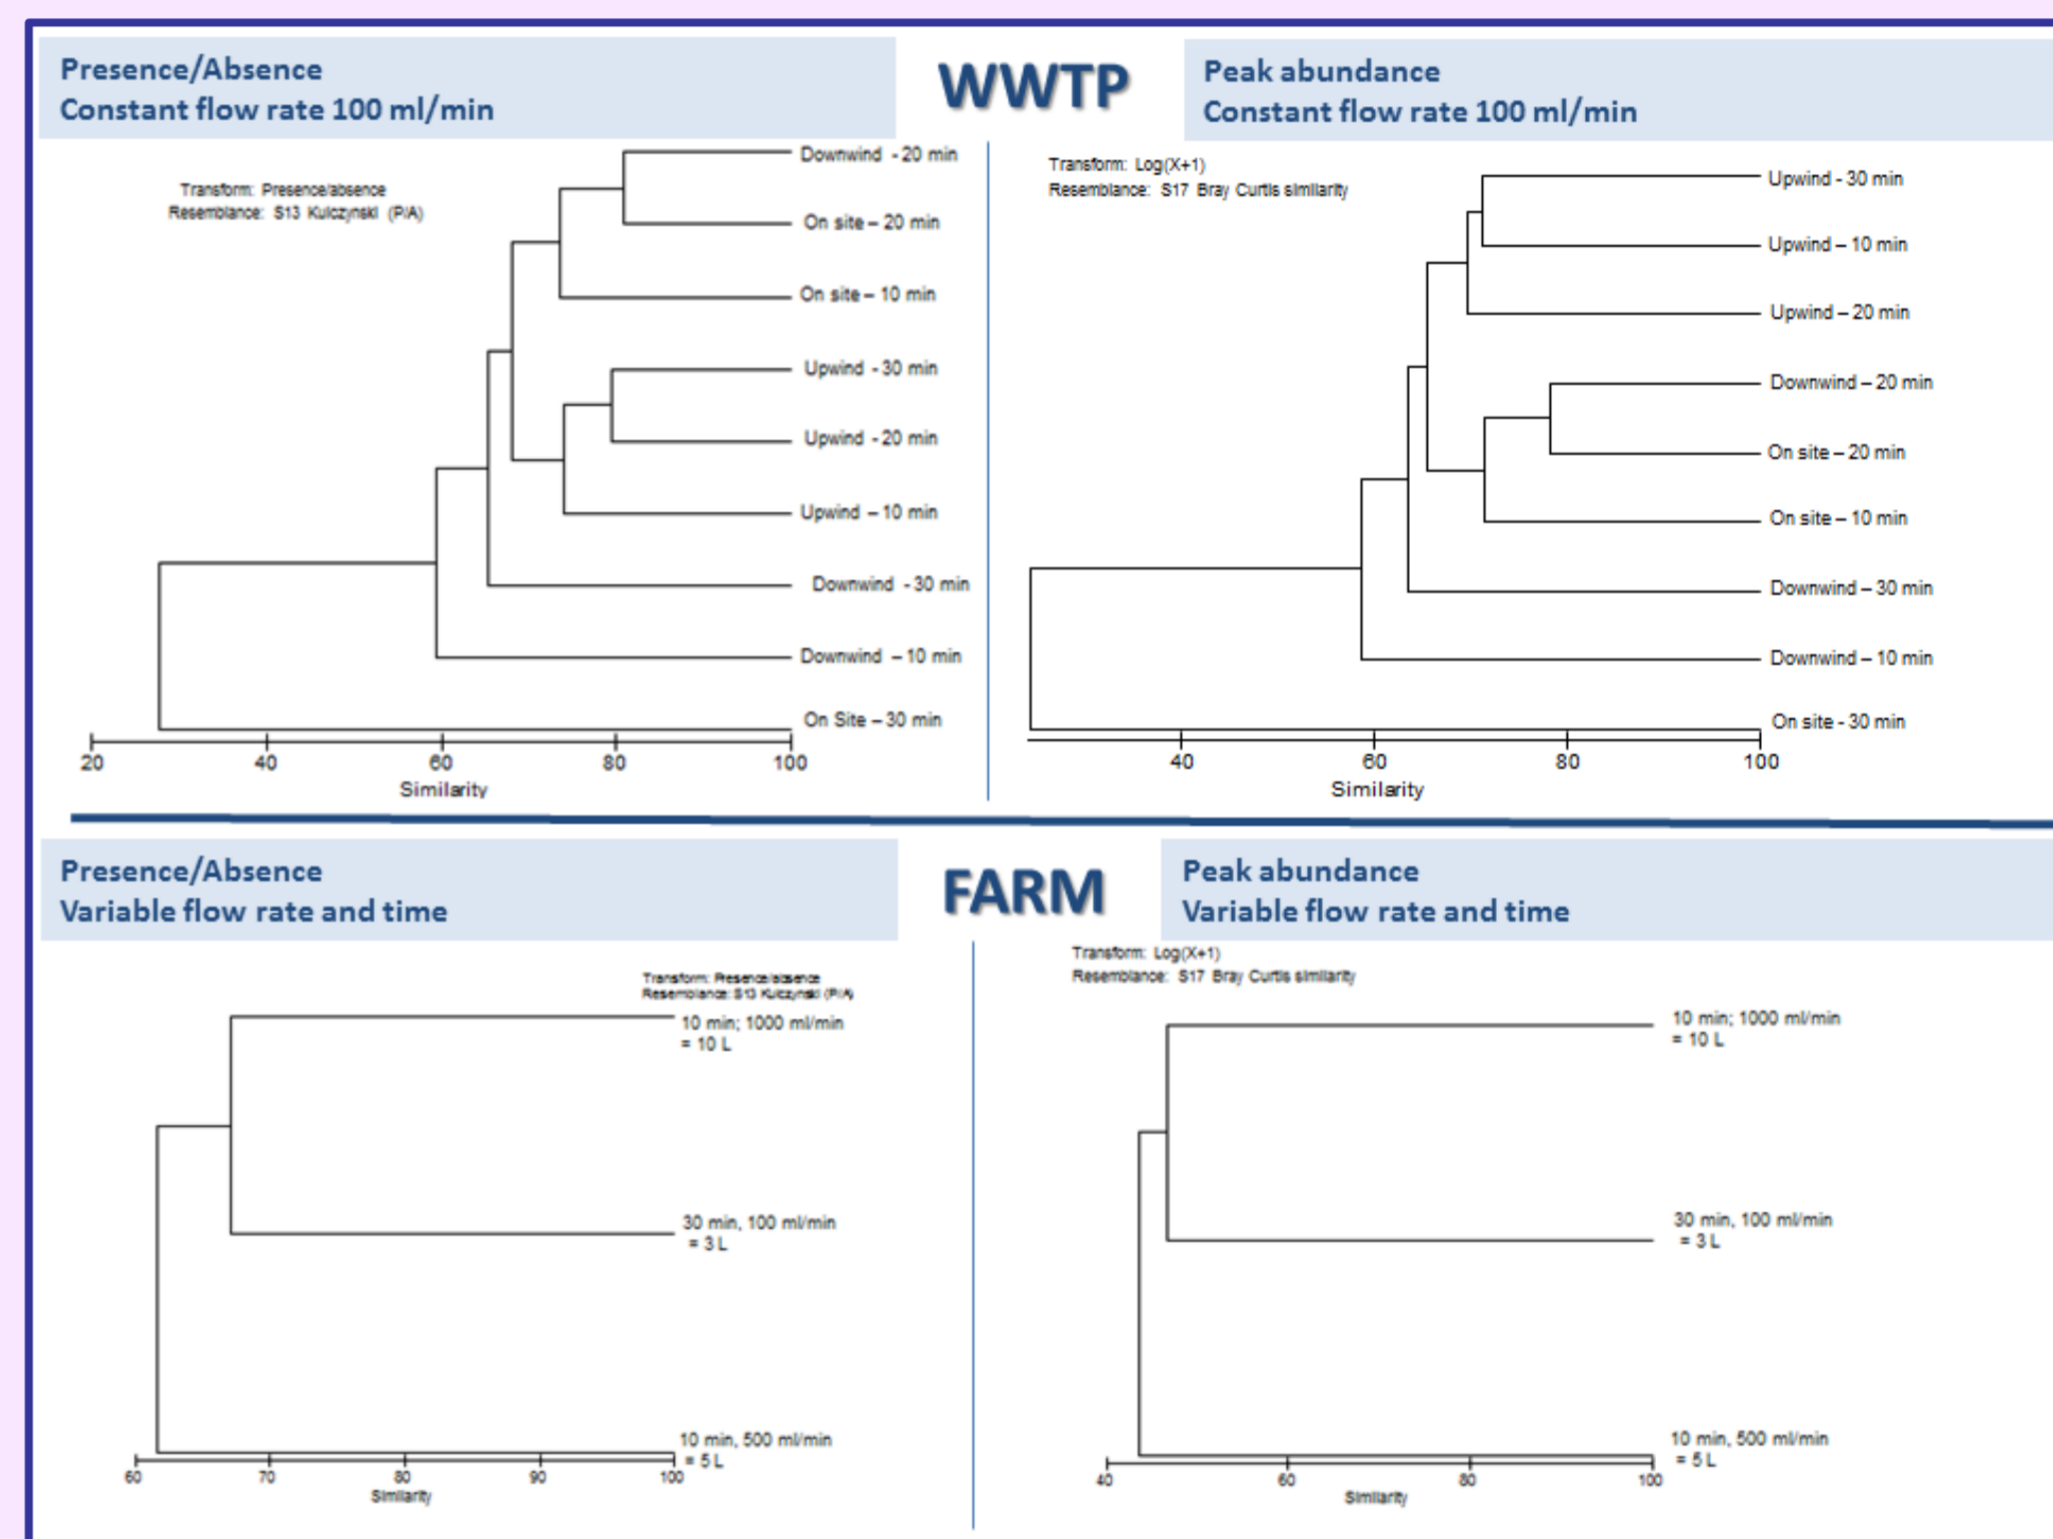 Presence/Absence
Constant flow rate 100 ml/min
WWTP
Peak abundance
Constant flow rate 100 ml/min
Transform: Presence/absence
Resemblance: S13 Kulczynski (P/A)
Downwind - 20 min
On site – 20 min
On site – 10 min
Upwind - 30 min
Upwind - 20 min
Upwind – 10 min
Downwind - 30 min
Downwind – 10 min
On Site – 30 min
20 40 60 80 100
Similarity
Transform: Log(X+1)
Resemblance: S17 Bray Curtis similarity
Upwind - 30 min
Upwind – 10 min
Upwind – 20 min
Downwind – 20 min
On site – 20 min
On site – 10 min
Downwind – 30 min
Downwind – 10 min
On site - 30 min
40 60 80 100
Similarity
Presence/Absence
Variable flow rate and time
FARM
Peak abundance
Variable flow rate and time
Transform: Presence/absence
Resemblance: S13 Kulczynski (P/A)
10 min; 1000 ml/min
= 10 L
30 min, 100 ml/min
= 3 L
10 min, 500 ml/min
= 5 L
60 70 80 90 100
Similarity
Transform: Log(X+1)
Resemblance: S17 Bray Curtis similarity
10 min; 1000 ml/min
= 10 L
30 min, 100 ml/min
= 3 L
10 min, 500 ml/min
= 5 L
40 60 80 100
Similarity